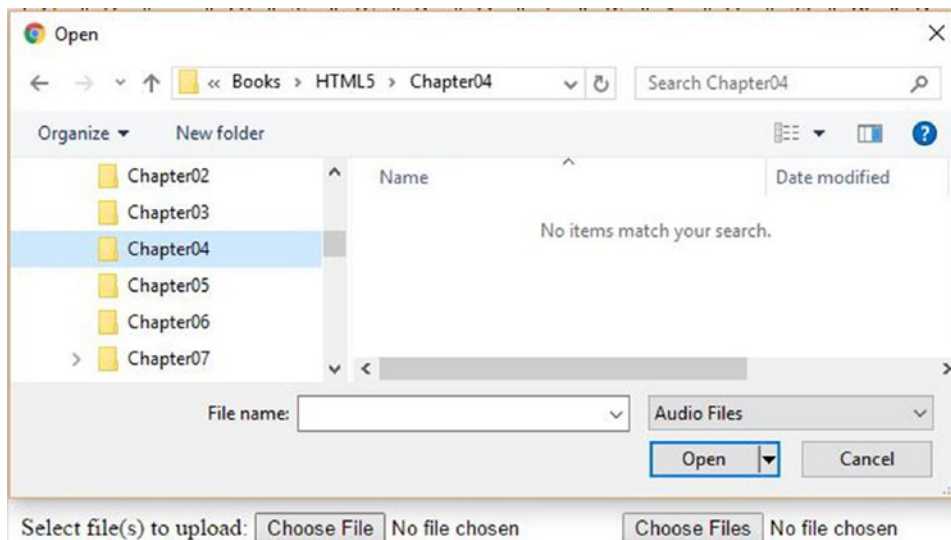 Open
« Books > HTML5 > Chapter04
Search Chapter04
Organize
New folder
Chapter02
Chapter03
Chapter04
Chapter05
Chapter06
Chapter07
Name
Date modified
No items match your search.
File name:
Audio Files
Open
Cancel
Select file(s) to upload: Choose File No file chosen Choose Files No file chosen